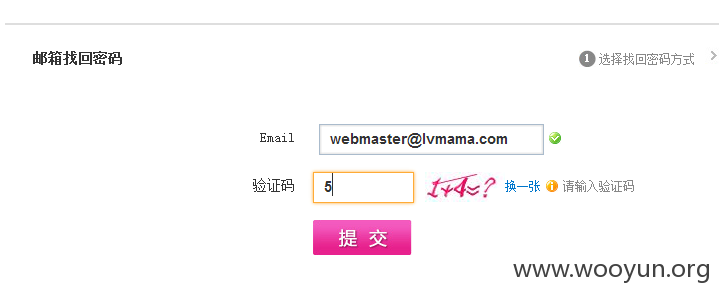 邮箱找回密码 1 选择找回密码方式 >
Email webmaster@lvmama.com
验证码 5 1+4=? 换一张 请输入验证码
提 交
www.wooyun.org